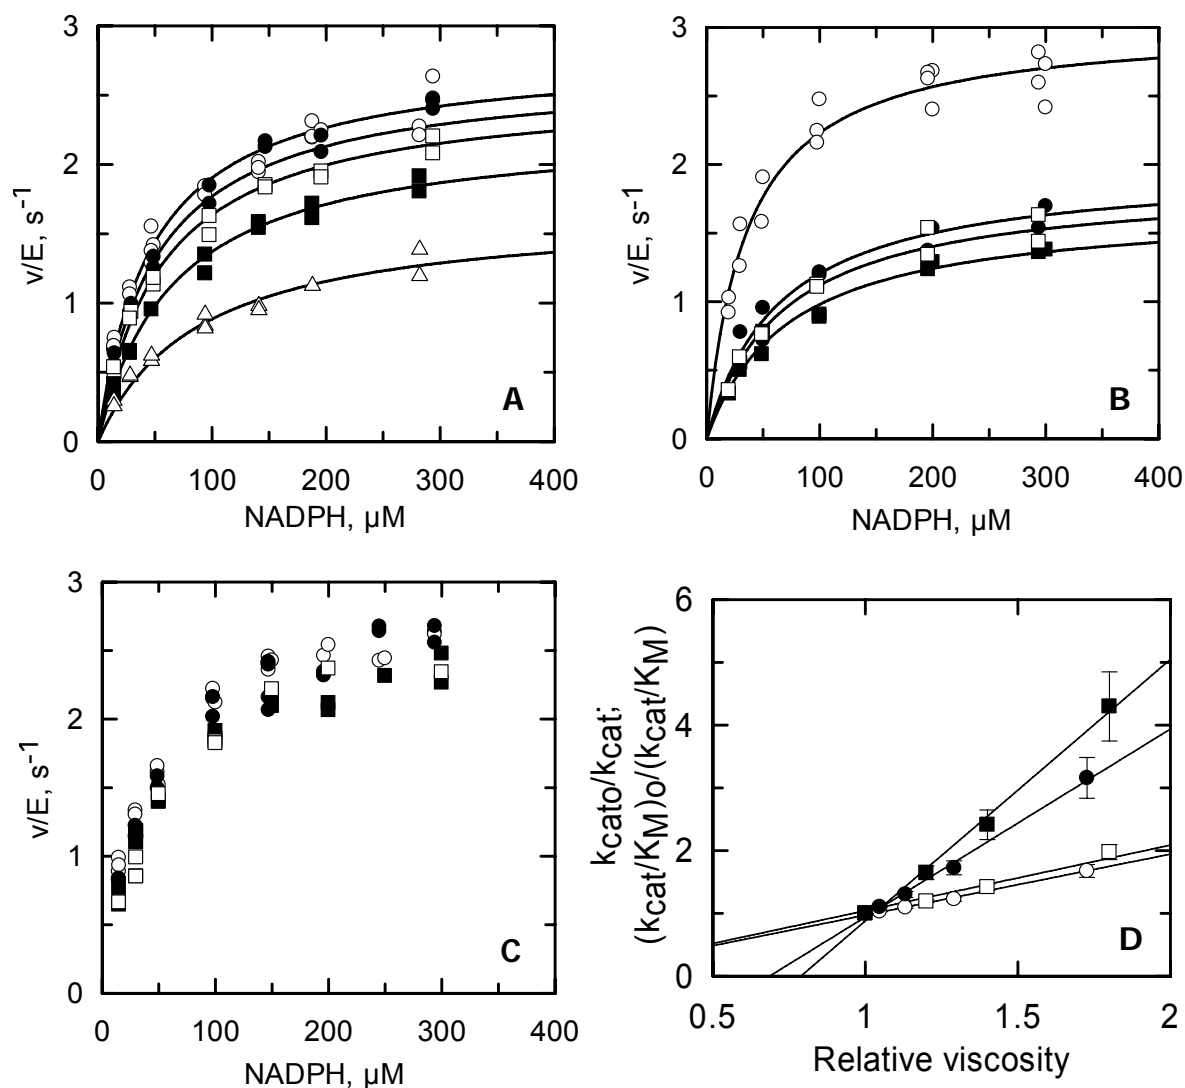 3
2
1
0
v/E, s-1
A
0
100
200
300
400
NADPH, µM
3
2
1
0
v/E, s-1
B
0
100
200
300
400
NADPH, µM
3
2
1
0
v/E, s-1
C
0
100
200
300
400
NADPH, µM
6
4
2
0
kcato/kcat;
(kcat/KM)o/(kcat/KM)
D
0.5
1
1.5
2
Relative viscosity